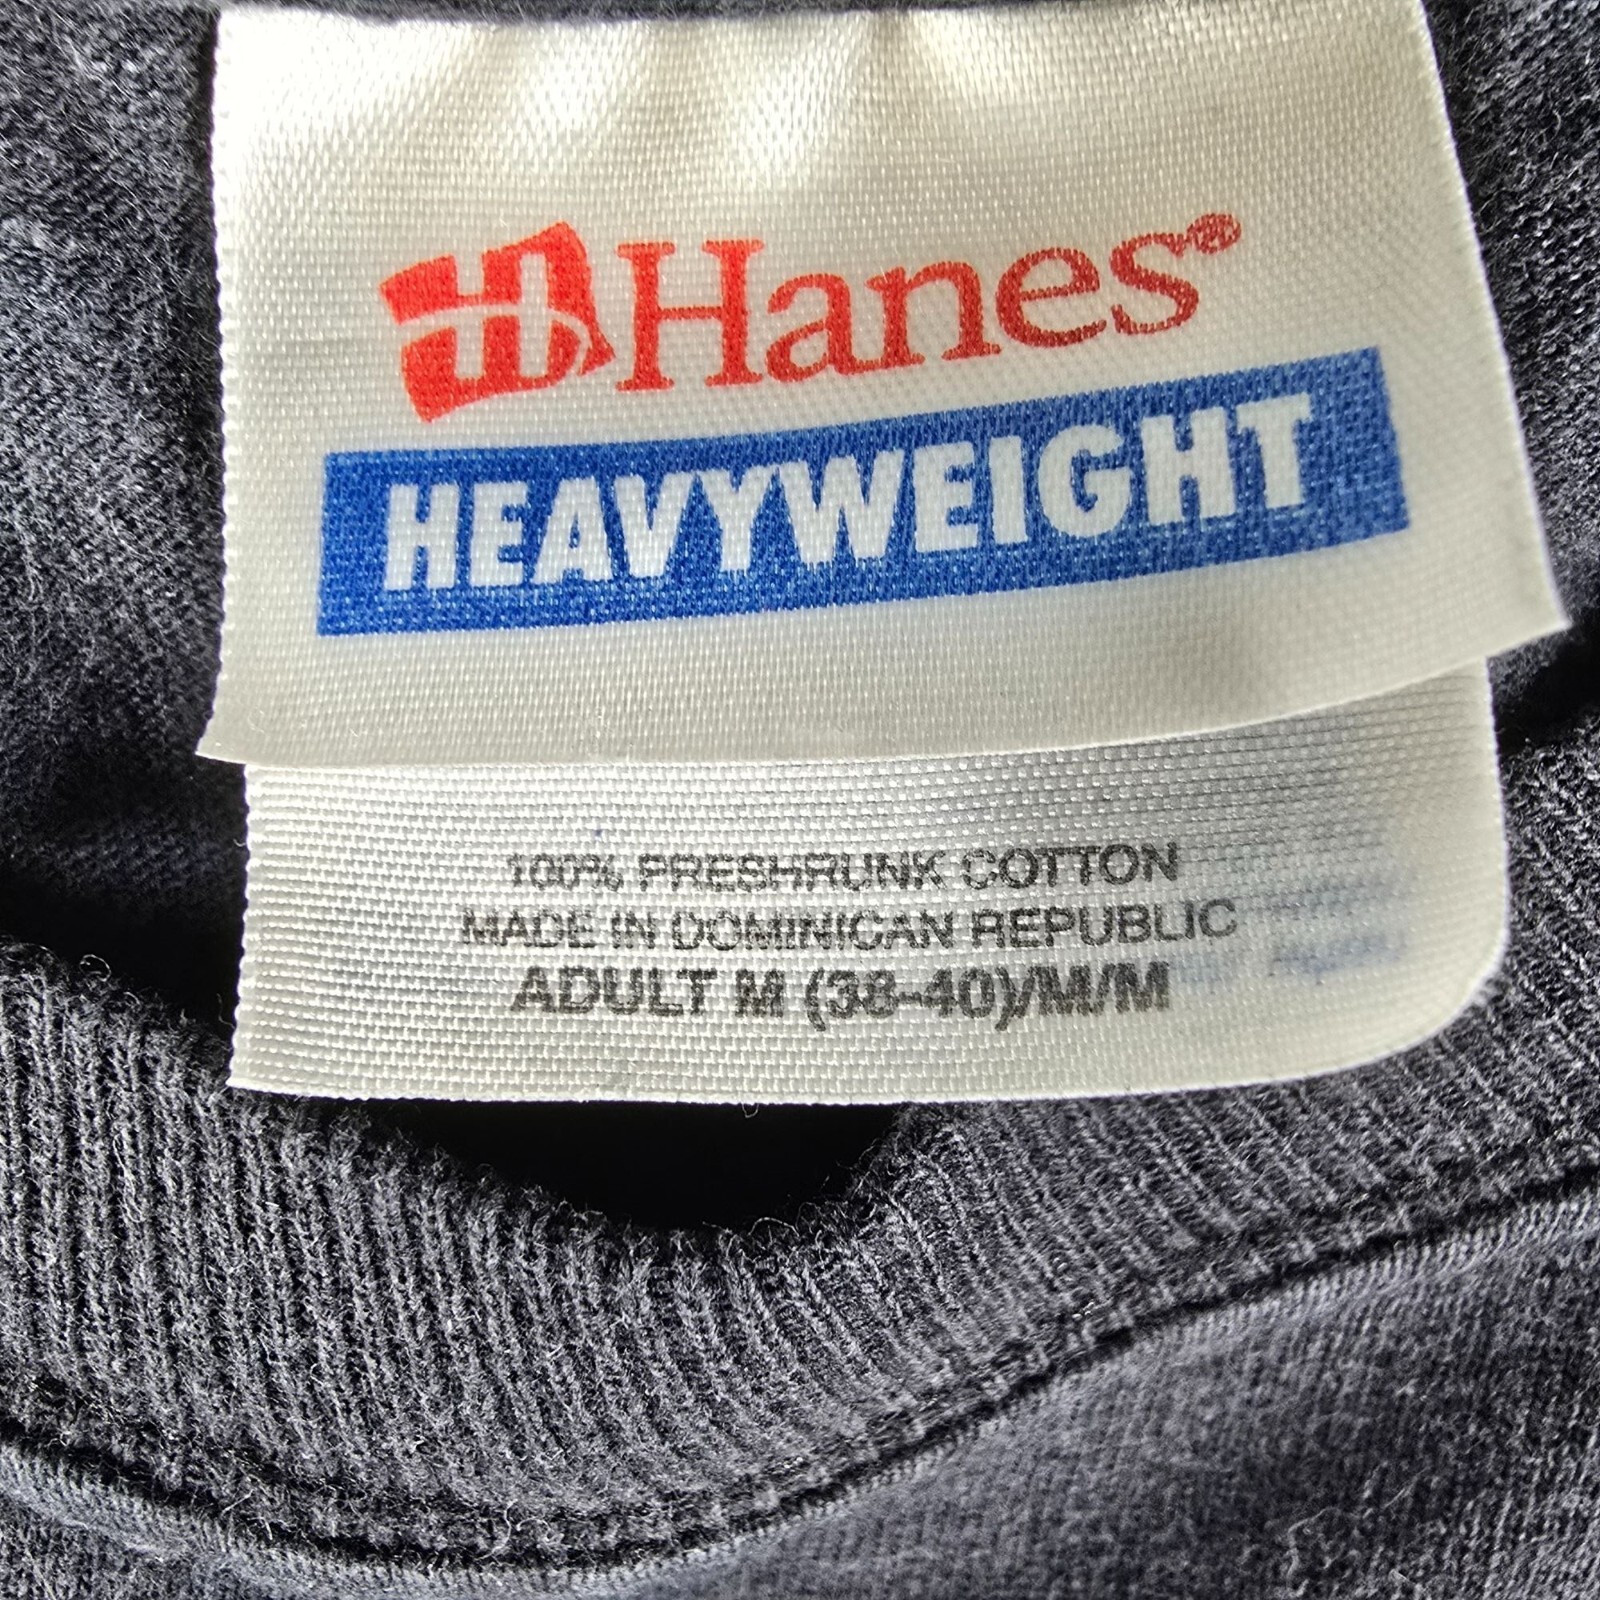 Hanes®
HEAVYWEIGHT
100% PRESHRUNK COTTON
MADE IN DOMINICAN REPUBLIC
ADULT M (38-40)/M/M